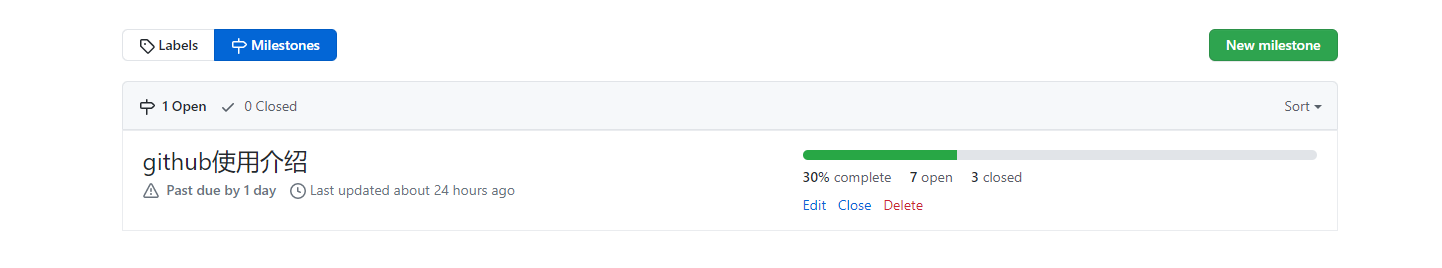 Labels Milestones New milestone
1 Open 0 Closed Sort
github使用介绍
Past due by 1 day Last updated about 24 hours ago
30% complete 7 open 3 closed
Edit Close Delete